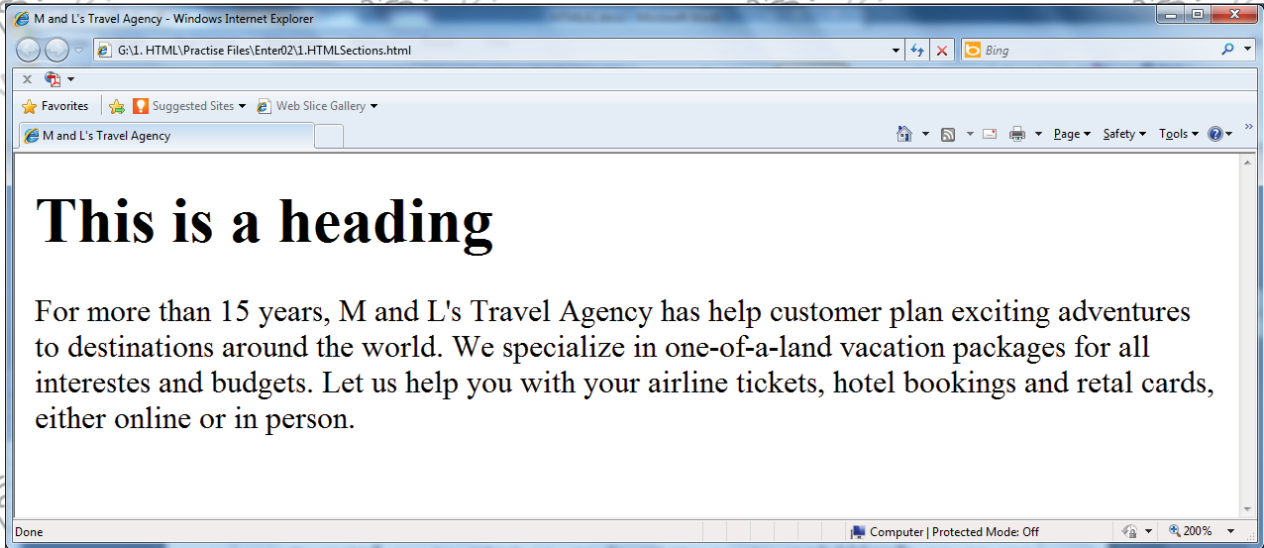 M and L's Travel Agency - Windows Internet Explorer
G:\1. HTML\Practise Files\Enter02\1.HTMLSections.html
Bing
x
Favorites Suggested Sites Web Slice Gallery
M and L's Travel Agency
Page Safety Tools
This is a heading
For more than 15 years, M and L's Travel Agency has help customer plan exciting adventures
to destinations around the world. We specialize in one-of-a-land vacation packages for all
interestes and budgets. Let us help you with your airline tickets, hotel bookings and retal cards,
either online or in person.
Done Computer | Protected Mode: Off 200%